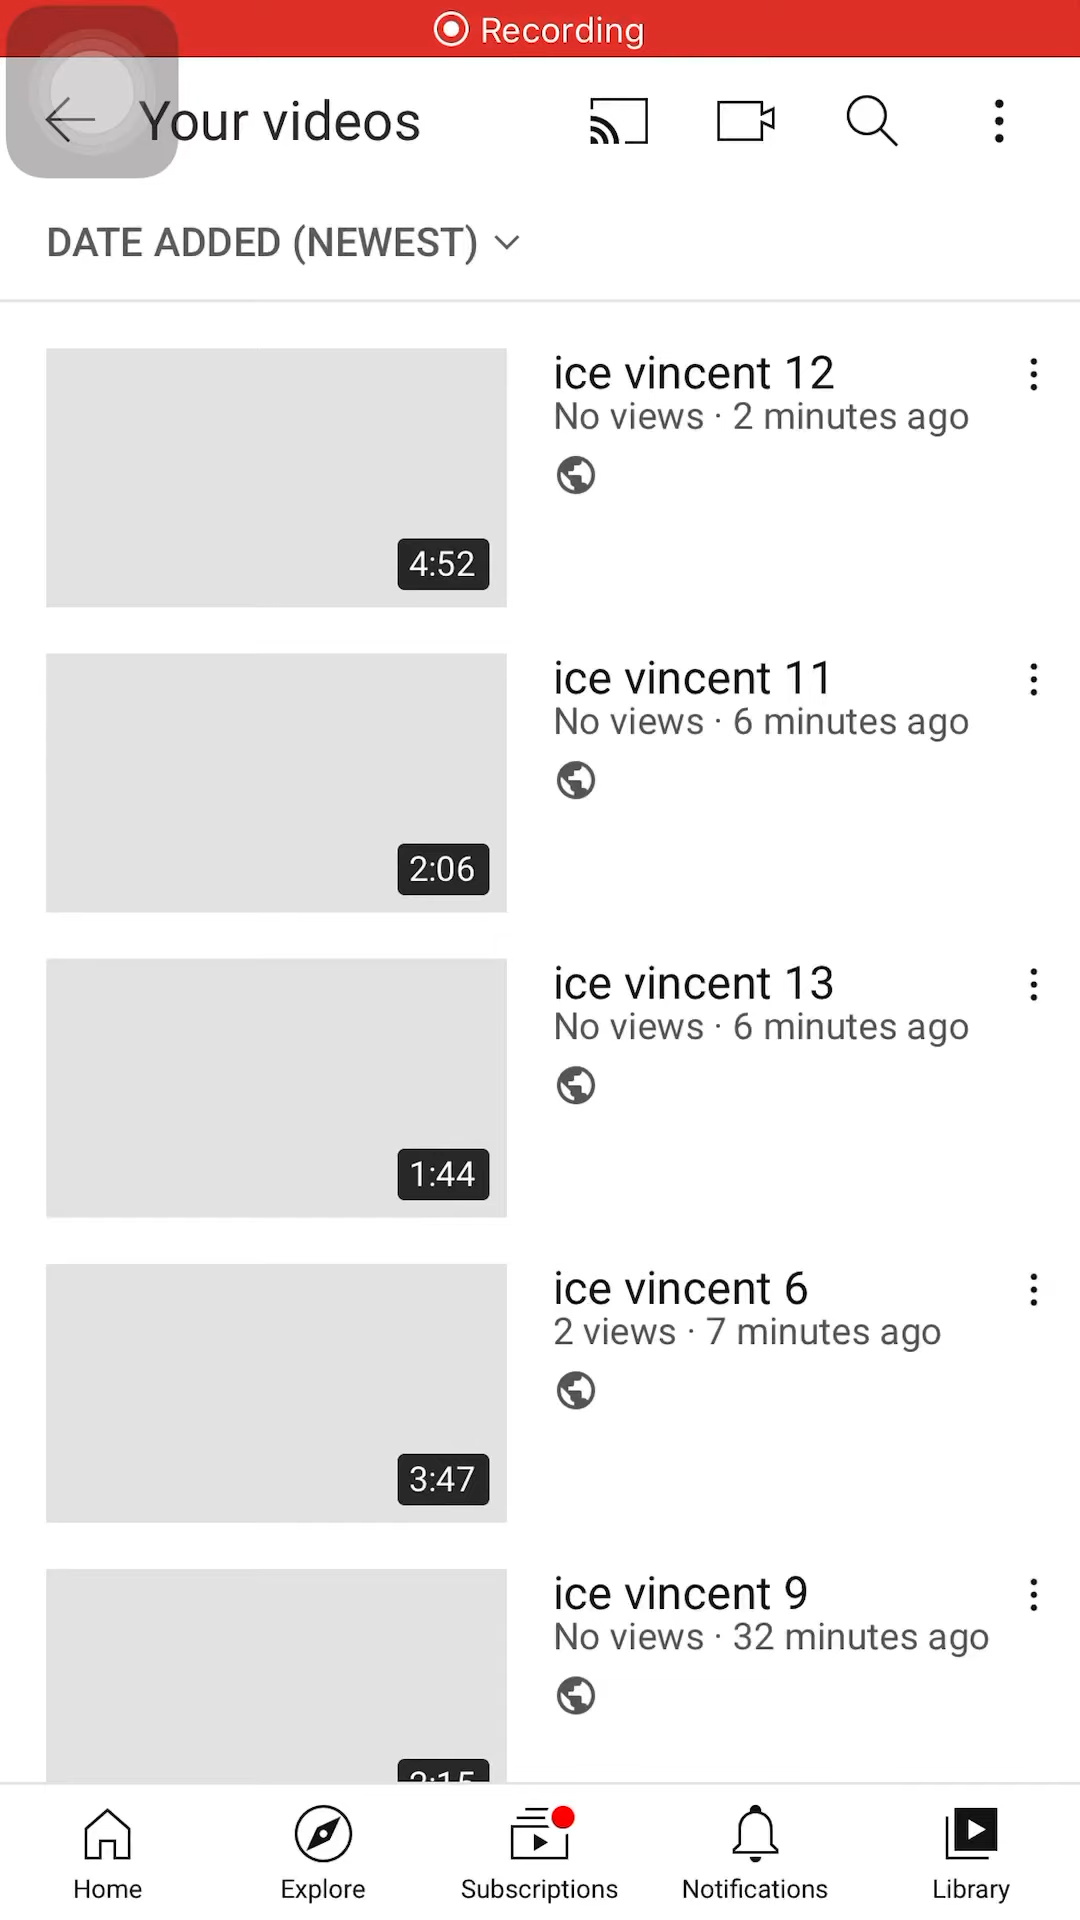 Recording
Your videos
DATE ADDED (NEWEST)
ice vincent 12
No views · 2 minutes ago
4:52
ice vincent 11
No views · 6 minutes ago
2:06
ice vincent 13
No views · 6 minutes ago
1:44
ice vincent 6
2 views · 7 minutes ago
3:47
ice vincent 9
No views · 32 minutes ago
Home
Explore
Subscriptions
Notifications
Library